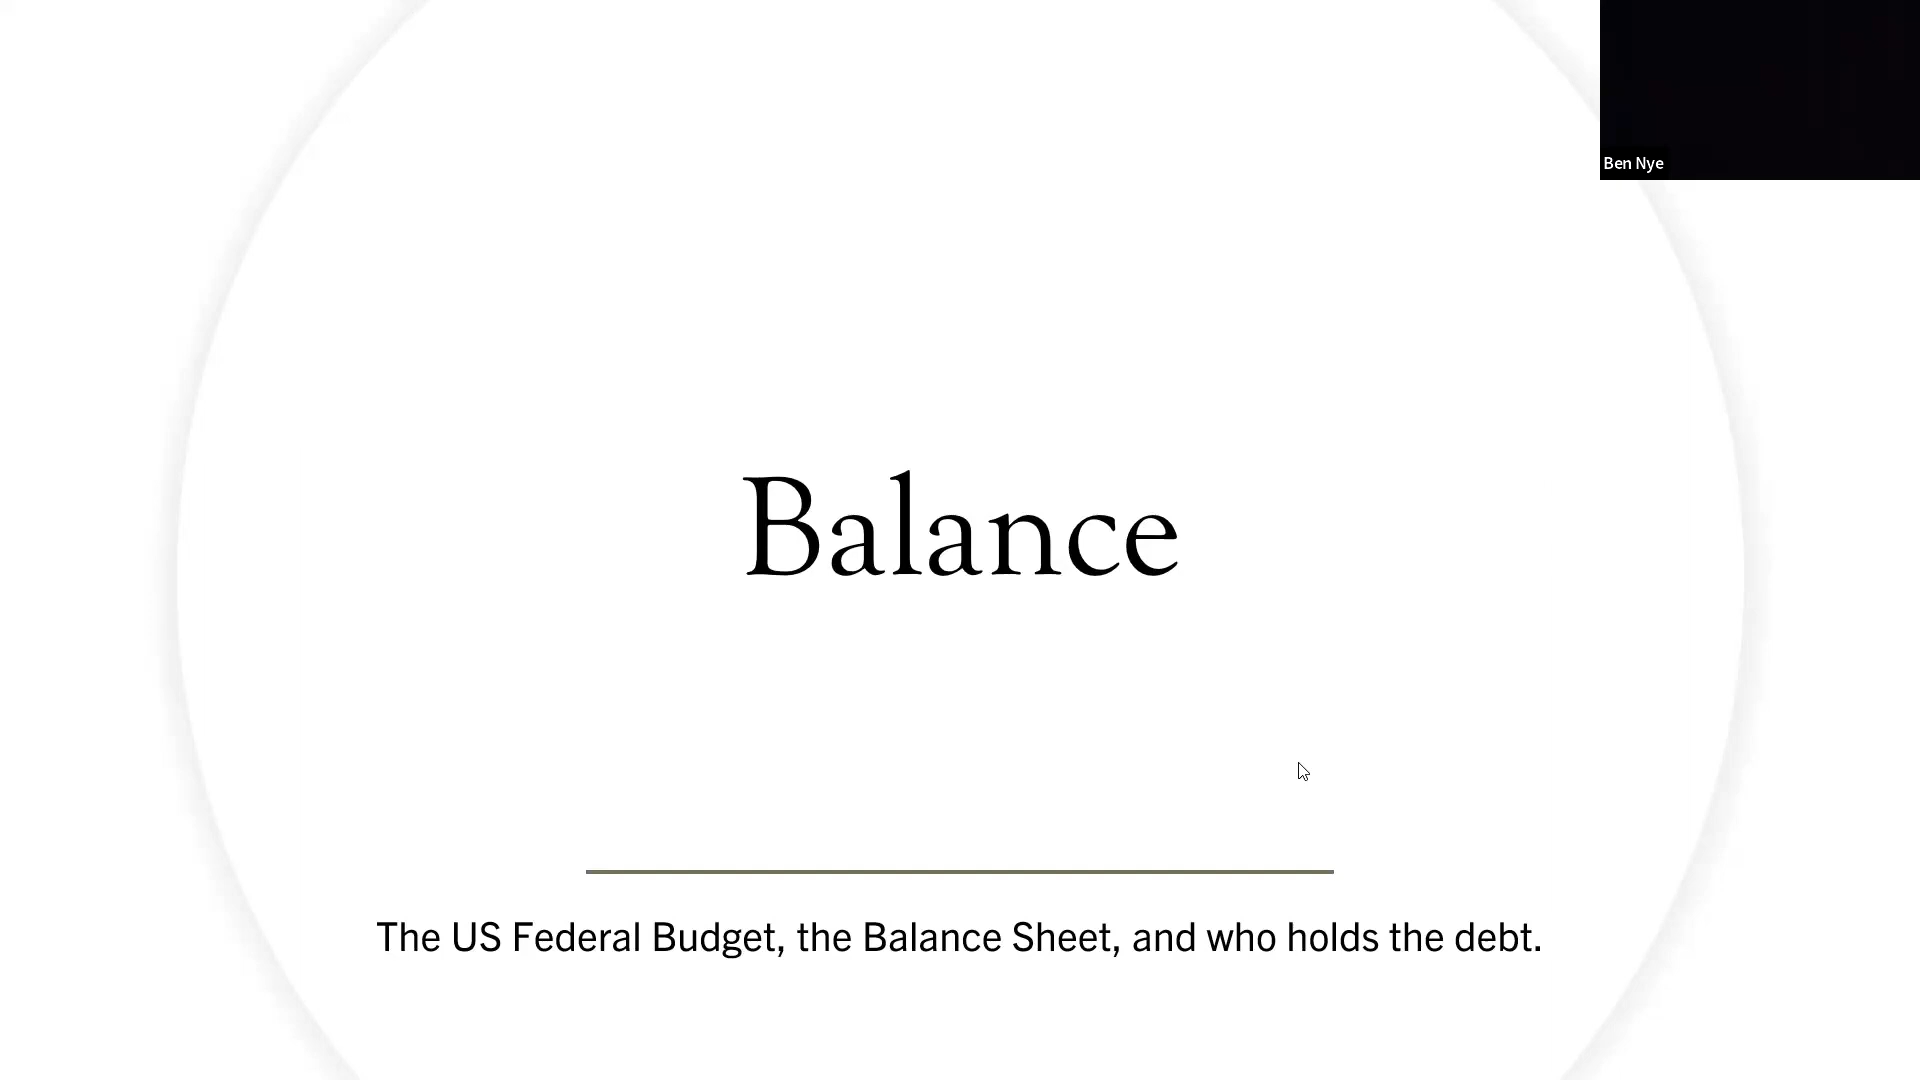 Ben Nye
Balance
The US Federal Budget, the Balance Sheet, and who holds the debt.